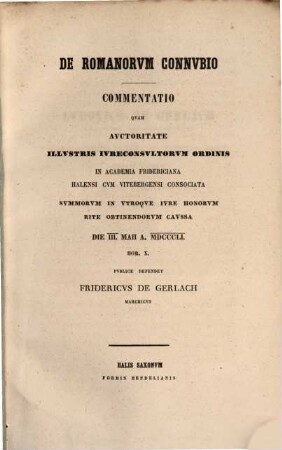 DE ROMANORVM CONNVBIO
COMMENTATIO
QVAM
AVCTORITATE
ILLVSTRIS IVRECONSVLTORVM ORDINIS
IN ACADEMIA FRIDERICIANA
HALENSI CVM VITEBERGENSI CONSOCIATA
SVMMORVM IN VTROQVE IVRE HONORVM
RITE OBTINENDORVM CAVSSA
DIE III. MAII A. MDCCCLI.
HOR. X.
PVBLICE DEFENDET
FRIDERICVS DE GERLACH
HALIS SAXONVM
FORMIS HENDELIANIS